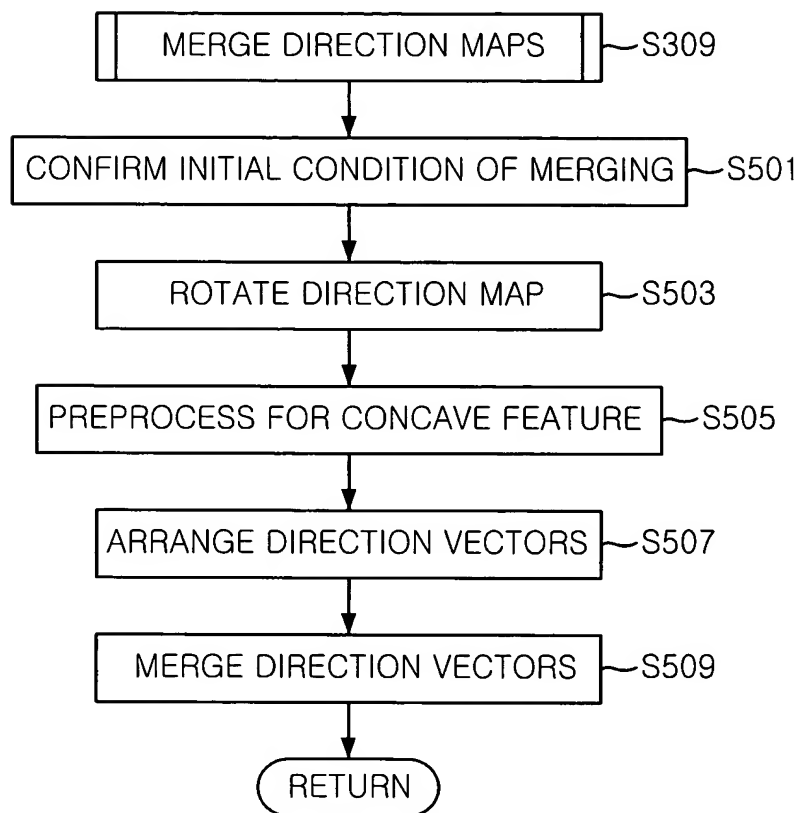 MERGE DIRECTION MAPS S309
CONFIRM INITIAL CONDITION OF MERGING S501
ROTATE DIRECTION MAP S503
PREPROCESS FOR CONCAVE FEATURE S505
ARRANGE DIRECTION VECTORS S507
MERGE DIRECTION VECTORS S509
RETURN